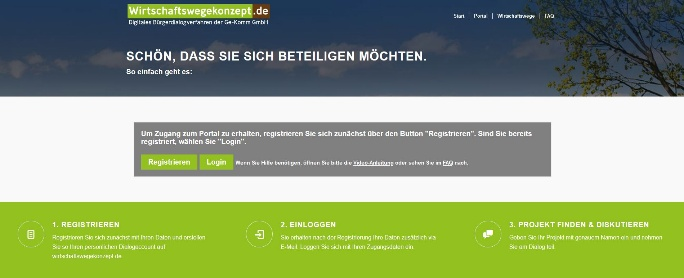 Wirtschaftswegekonzept.de
Digitales Bürgerdialogverfahren der Ge-Komm GmbH
Start Portal Wirtschaftswege FAQ
SCHÖN, DASS SIE SICH BETEILIGEN MÖCHTEN.
So einfach geht es:
Um Zugang zum Portal zu erhalten, registrieren Sie sich zunächst über den Button "Registrieren". Sind Sie bereits
registriert, wählen Sie "Login".
Registrieren Login Wenn Sie Hilfe benötigen, öffnen Sie bitte die Video-Anleitung oder sehen Sie im FAQ nach.
1. REGISTRIEREN
Registrieren Sie sich zunächst mit Ihren Daten und erstellen
Sie so Ihren persönlichen Dialogaccount auf
wirtschaftswegekonzept.de
2. EINLOGGEN
Sie erhalten nach der Registrierung Ihre Daten zusätzlich via
E-Mail. Loggen Sie sich mit Ihren Zugangsdaten ein.
3. PROJEKT FINDEN & DISKUTIEREN
Geben Sie Ihr Projekt mit genauem Namen ein und nehmen
Sie am Dialog teil